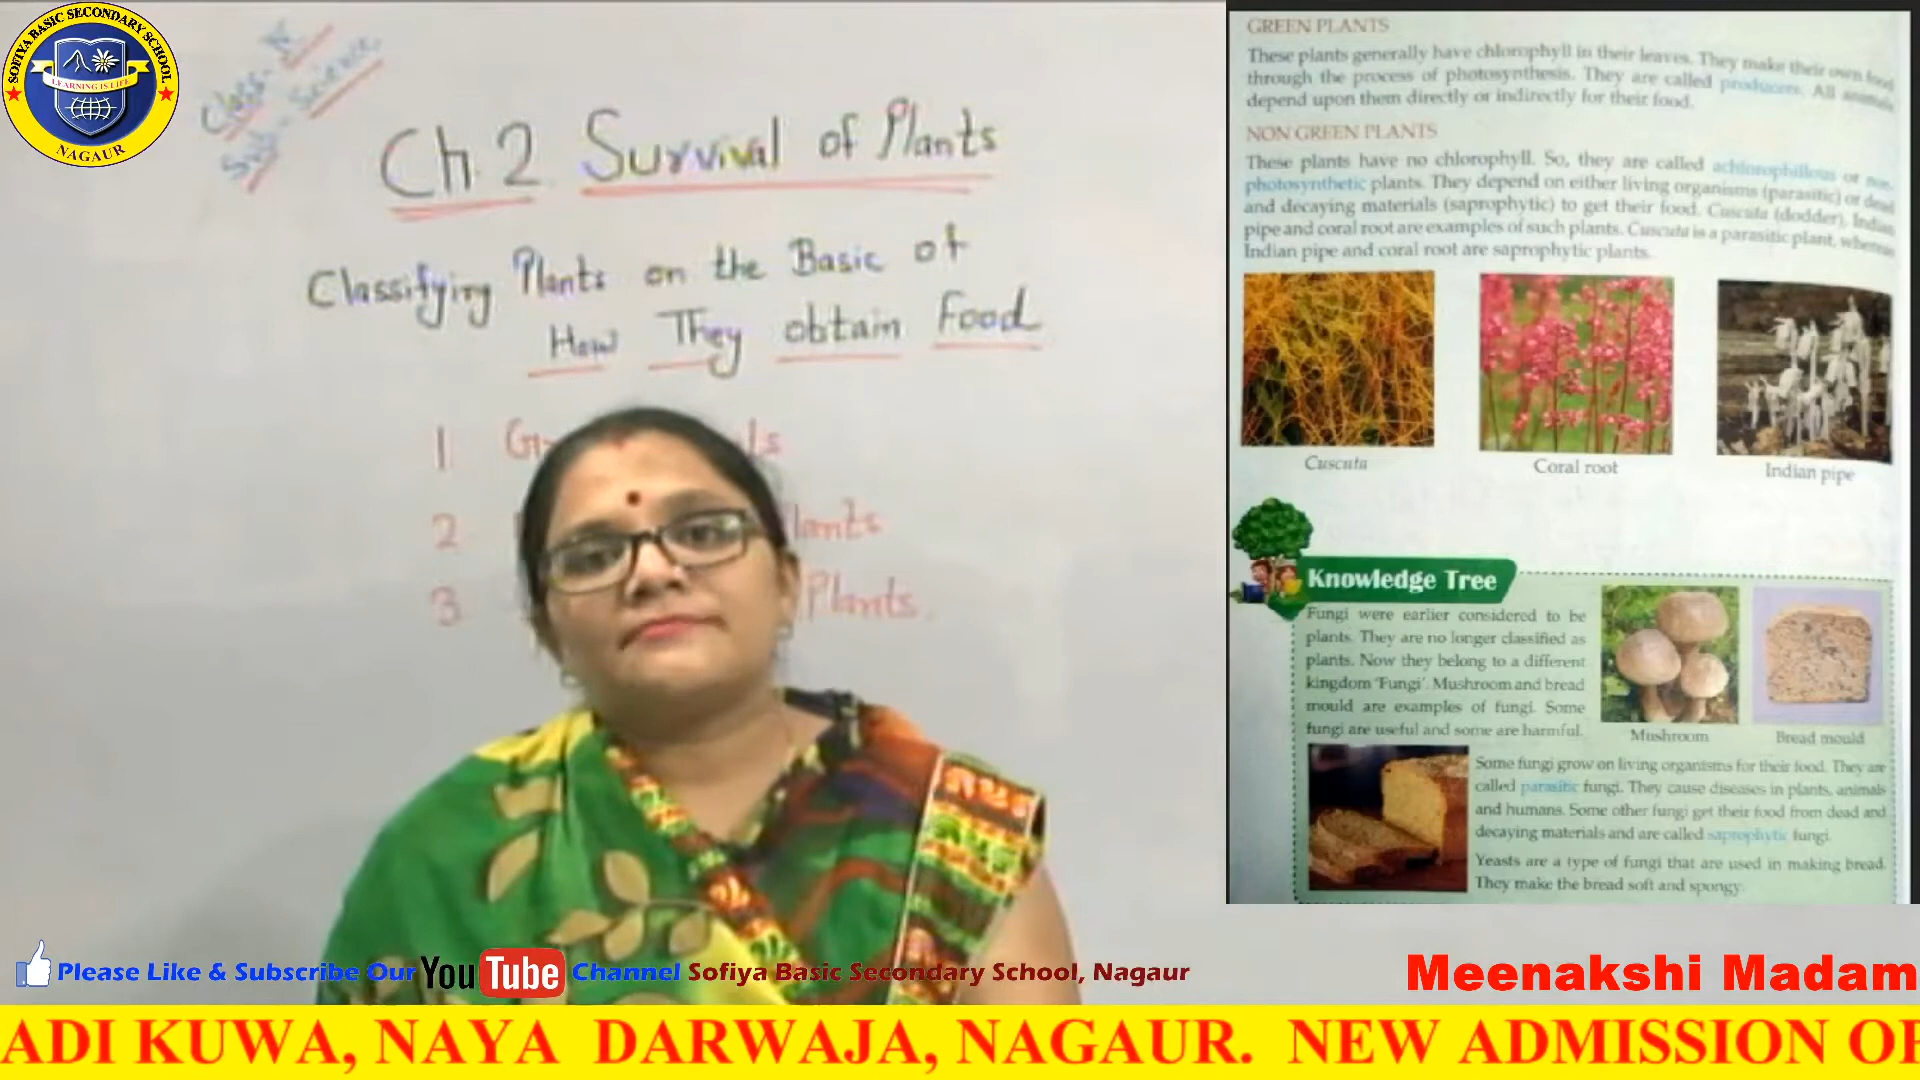 SOFIYA BASIC SECONDARY SCHOOL
LEARNING IS LIFE
NAGAUR
Class-
Sub - Science.
Ch. 2 Survival of Plants
Classifying Plants on the Basic of
How They obtain Food
1
2 lants
3 Plants.
GREEN PLANTS
These plants generally have chlorophyll in their leaves. They make their own food
through the process of photosynthesis. They are called producers. All animals
depend upon them directly or indirectly for their food.
NON GREEN PLANTS
These plants have no chlorophyll. So, they are called achlorophillous or non-
photosynthetic plants. They depend on either living organisms (parasitic) or dead
and decaying materials (saprophytic) to get their food. Cuscuta (dodder), Indian
pipe and coral root are examples of such plants. Cuscuta is a parasitic plant, whereas
Indian pipe and coral root are saprophytic plants.
Cuscuta
Coral root
Indian pipe
Knowledge Tree
Fungi were earlier considered to be
plants. They are no longer classified as
plants. Now they belong to a different
kingdom 'Fungi'. Mushroom and bread
mould are examples of fungi. Some
fungi are useful and some are harmful.
Mushroom
Bread mould
Some fungi grow on living organisms for their food. They are
called parasitic fungi. They cause diseases in plants, animals
and humans. Some other fungi get their food from dead and
decaying materials and are called saprophytic fungi.
Yeasts are a type of fungi that are used in making bread.
They make the bread soft and spongy.
Please Like & Subscribe Our YouTube Channel Sofiya Basic Secondary School, Nagaur
Meenakshi Madam
ADI KUWA, NAYA DARWAJA, NAGAUR. NEW ADMISSION OP